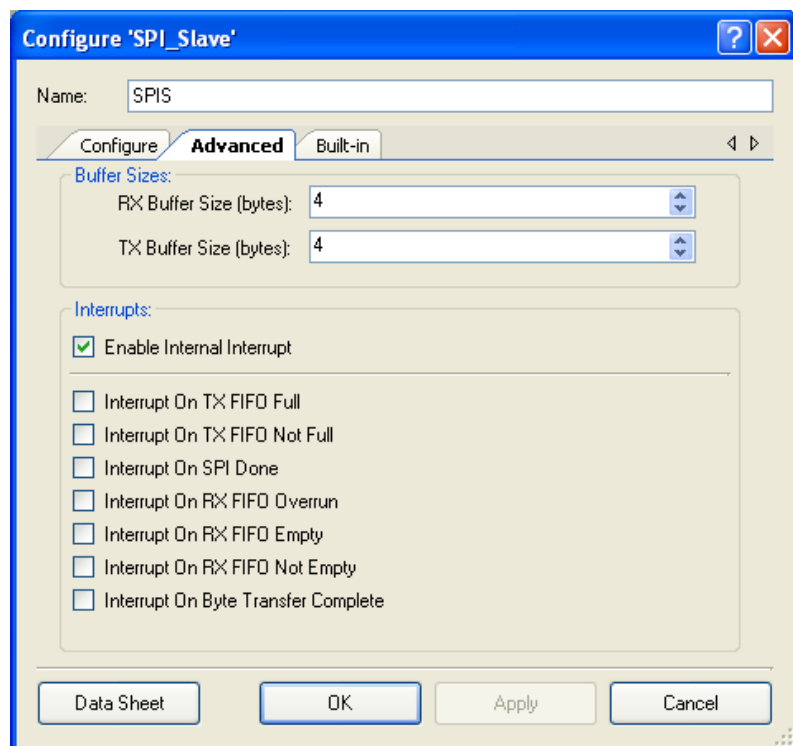 Configure 'SPI_Slave'
Name: SPIS
Configure Advanced Built-in
Buffer Sizes:
RX Buffer Size (bytes): 4
TX Buffer Size (bytes): 4
Interrupts:
Enable Internal Interrupt
Interrupt On TX FIFO Full
Interrupt On TX FIFO Not Full
Interrupt On SPI Done
Interrupt On RX FIFO Overrun
Interrupt On RX FIFO Empty
Interrupt On RX FIFO Not Empty
Interrupt On Byte Transfer Complete
Data Sheet OK Apply Cancel